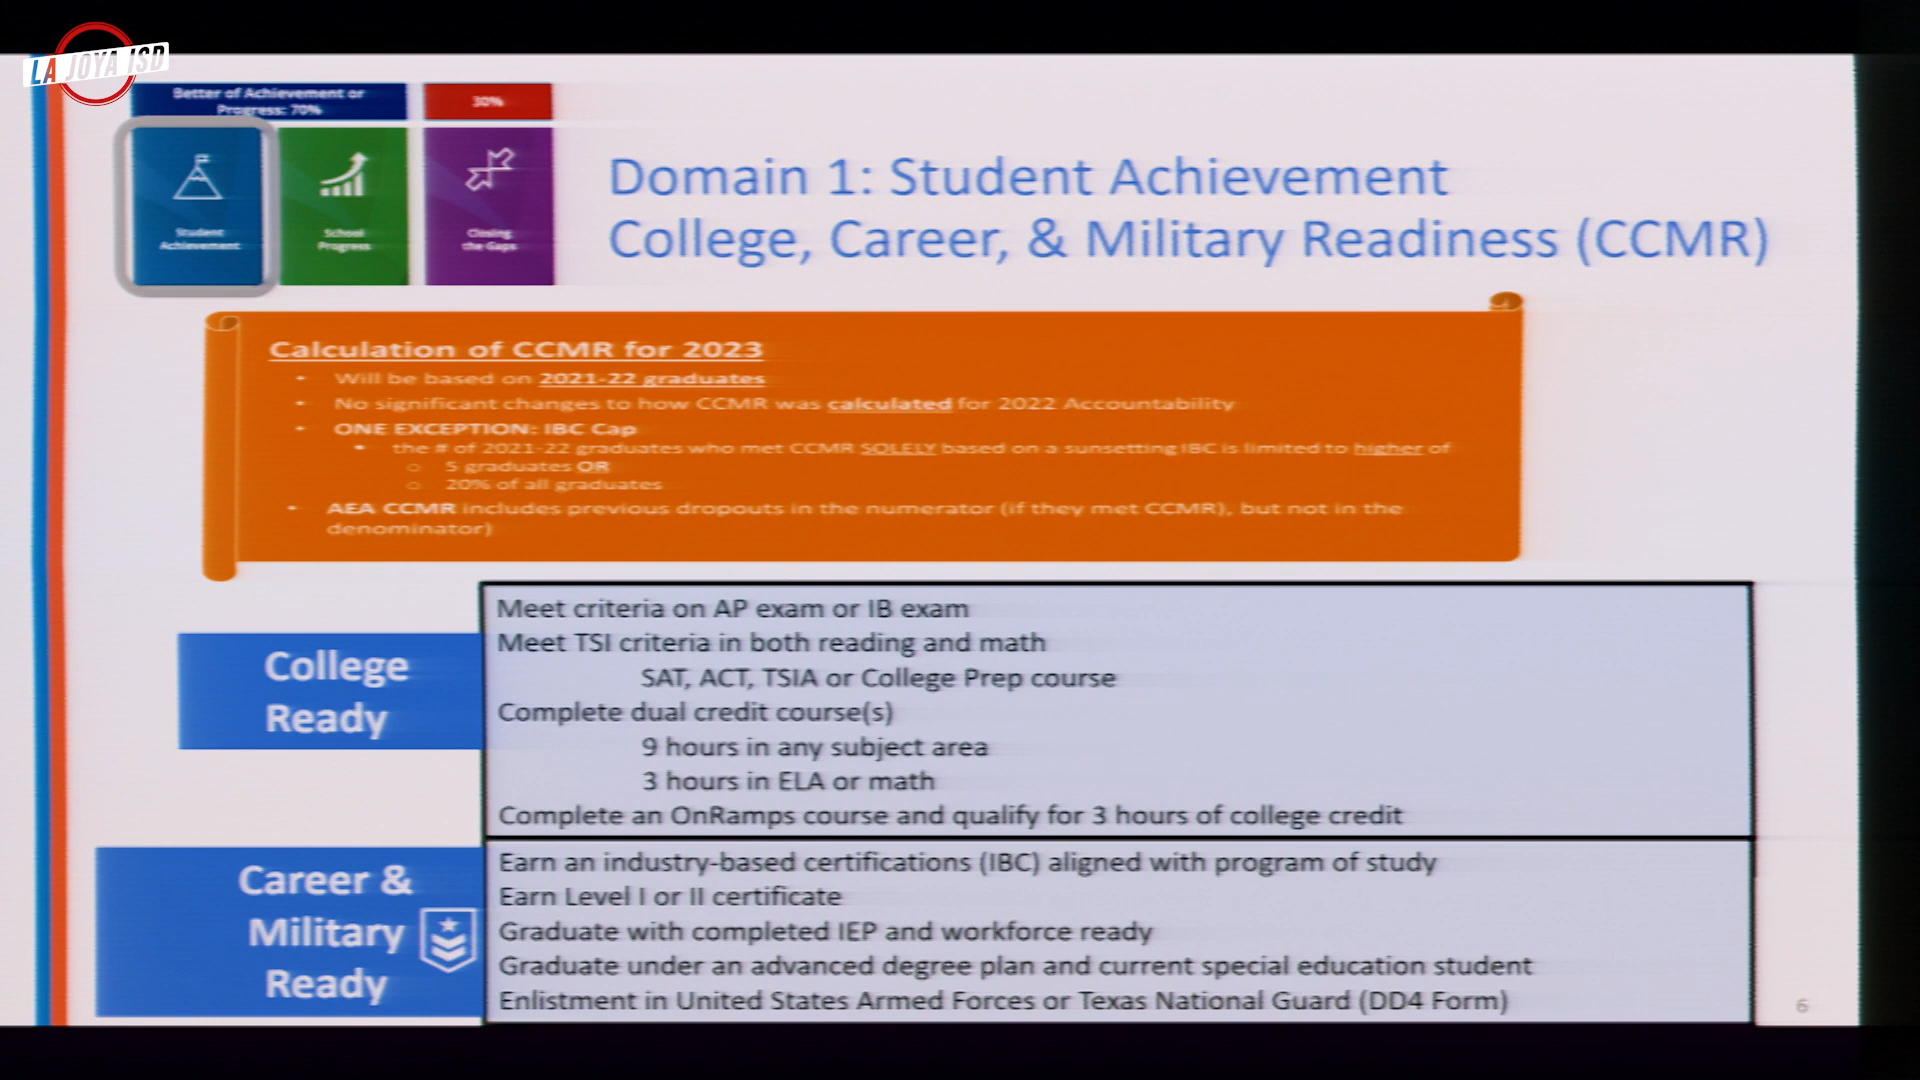 LA JOYA ISD
Better of Achievement or
Progress: 70%
30%
Student
Achievement
School
Progress
Closing
the Gaps
Domain 1: Student Achievement
College, Career, & Military Readiness (CCMR)
Calculation of CCMR for 2023
• Will be based on 2021-22 graduates
• No significant changes to how CCMR was calculated for 2022 Accountability
• ONE EXCEPTION: IBC Cap
• the # of 2021-22 graduates who met CCMR SOLELY based on a sunsetting IBC is limited to higher of
○ 5 graduates OR
○ 20% of all graduates
• AEA CCMR includes previous dropouts in the numerator (if they met CCMR), but not in the
denominator)
College
Ready
Meet criteria on AP exam or IB exam
Meet TSI criteria in both reading and math
SAT, ACT, TSIA or College Prep course
Complete dual credit course(s)
9 hours in any subject area
3 hours in ELA or math
Complete an OnRamps course and qualify for 3 hours of college credit
Career &
Military
Ready
Earn an industry-based certifications (IBC) aligned with program of study
Earn Level I or II certificate
Graduate with completed IEP and workforce ready
Graduate under an advanced degree plan and current special education student
Enlistment in United States Armed Forces or Texas National Guard (DD4 Form)
6